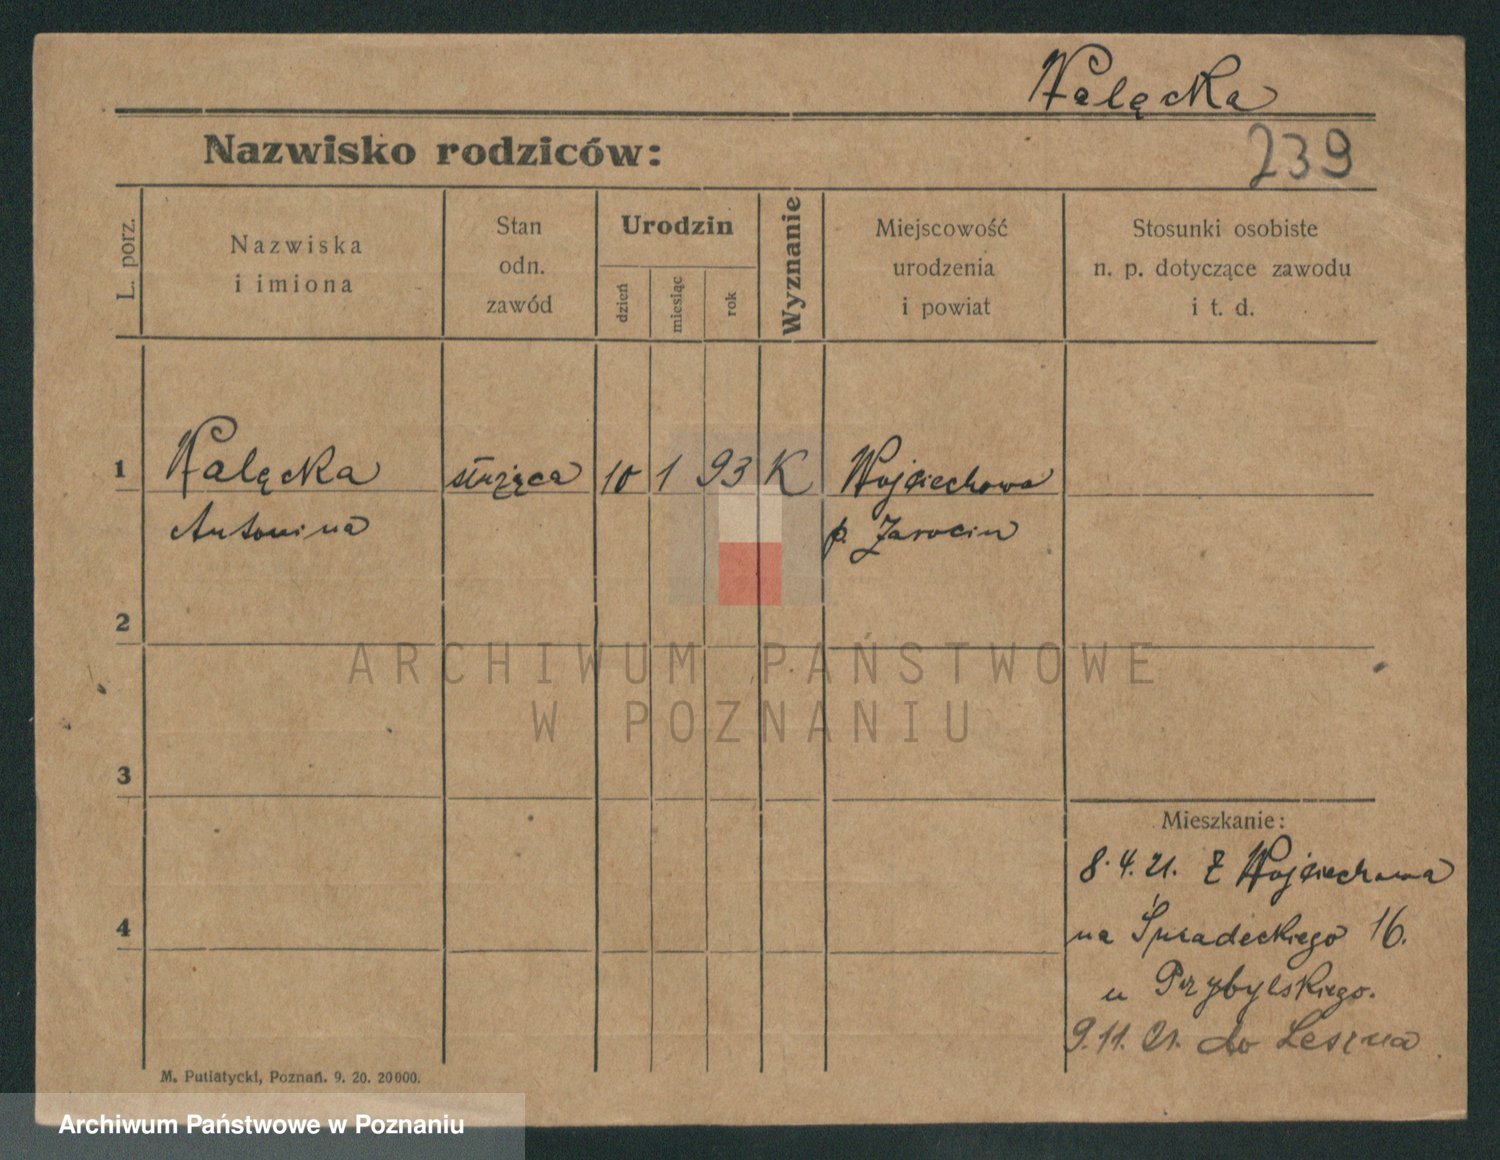 Wałęcka
Nazwisko rodziców:
239
L. porz.
Nazwiska
i imiona
Stan
odn.
zawód
Urodzin
dzień
miesiąc
rok
Wyznanie
Miejscowość
urodzenia
i powiat
Stosunki osobiste
n. p. dotyczące zawodu
i t. d.
1 Wałęcka służąca 10 1 93 K Wojciechowo
Antonina p. Jarocin
2
ARCHIWUM PAŃSTWOWE
W POZNANIU
3
Mieszkanie:
8. 4. 21. z Wojciechowa
4
na Śniadeckiego 16.
u Przybylskiego.
9. 11. 21. do Leszna
M. Putiatycki, Poznań. 9. 20. 20000.
Archiwum Państwowe w Poznaniu